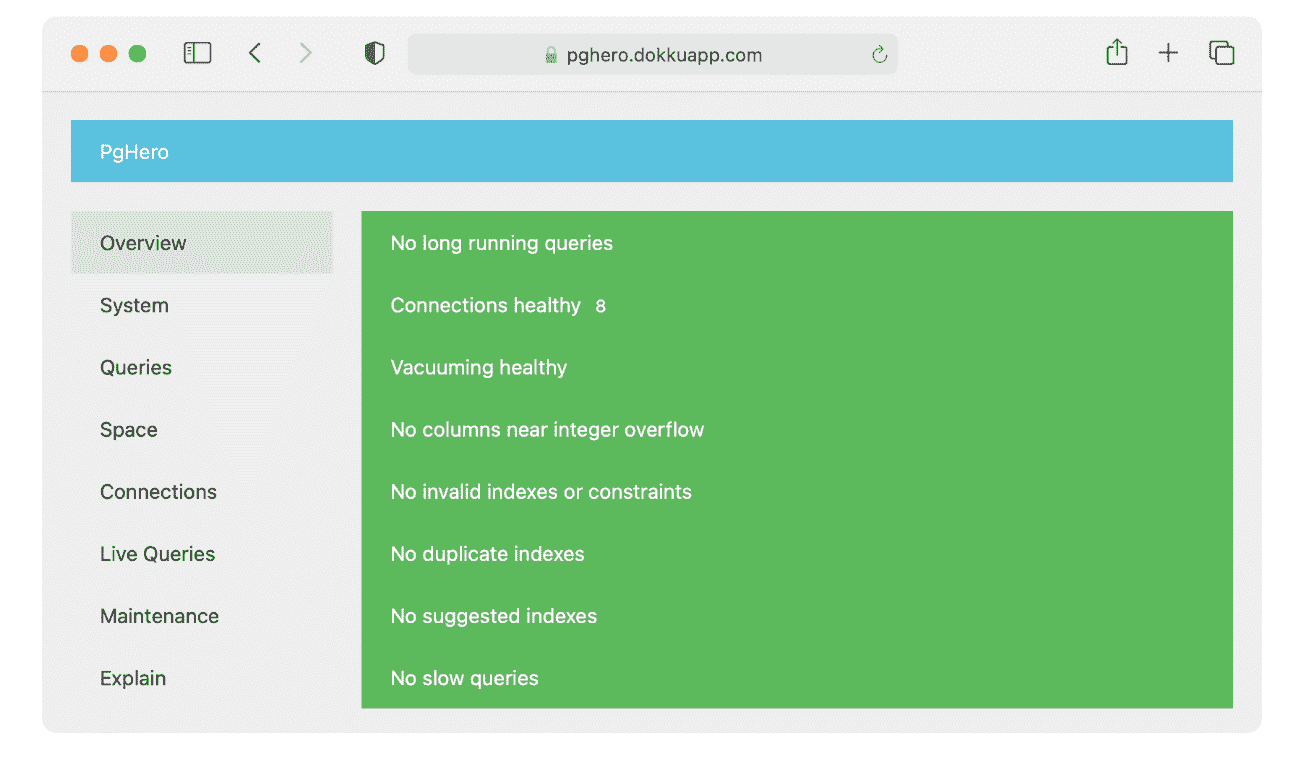 pghero.dokkuapp.com
PgHero
Overview
System
Queries
Space
Connections
Live Queries
Maintenance
Explain
No long running queries
Connections healthy 8
Vacuuming healthy
No columns near integer overflow
No invalid indexes or constraints
No duplicate indexes
No suggested indexes
No slow queries